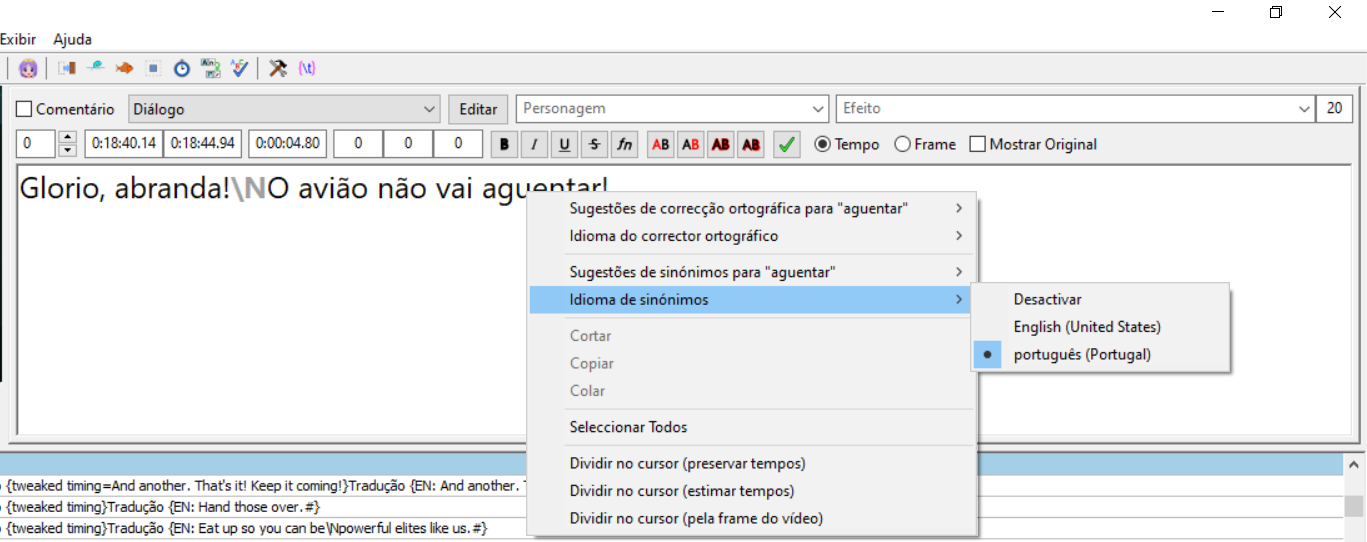 Exibir Ajuda
Comentário Diálogo Editar Personagem Efeito 20
0 0:18:40.14 0:18:44.94 0:00:04.80 0 0 0 B I U S fn AB AB AB AB Tempo Frame Mostrar Original
Glorio, abranda!\NO avião não vai aguentar!
Sugestões de correcção ortográfica para "aguentar"
Idioma do corrector ortográfico
Sugestões de sinónimos para "aguentar"
Idioma de sinónimos
Desactivar
English (United States)
português (Portugal)
Cortar
Copiar
Colar
Seleccionar Todos
Dividir no cursor (preservar tempos)
Dividir no cursor (estimar tempos)
Dividir no cursor (pela frame do vídeo)
{tweaked timing=And another. That's it! Keep it coming!}Tradução {EN: And another.
{tweaked timing}Tradução {EN: Hand those over.#}
{tweaked timing}Tradução {EN: Eat up so you can be\Npowerful elites like us.#}